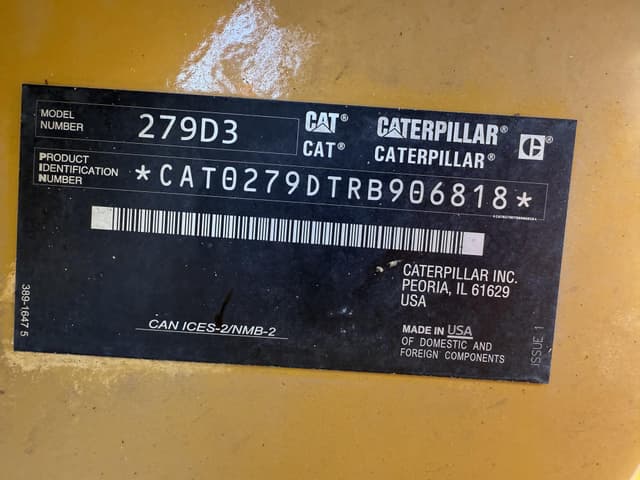 MODEL NUMBER 279D3
CAT® CATERPILLAR®
CAT® CATERPILLAR® C
PRODUCT IDENTIFICATION NUMBER *CAT0279DTRB906818*
*CAT0279DTRB906818*
CATERPILLAR INC.
PEORIA, IL 61629
USA
389-1647 5
CAN ICES-2/NMB-2
MADE IN USA
OF DOMESTIC AND
FOREIGN COMPONENTS
ISSUE 1